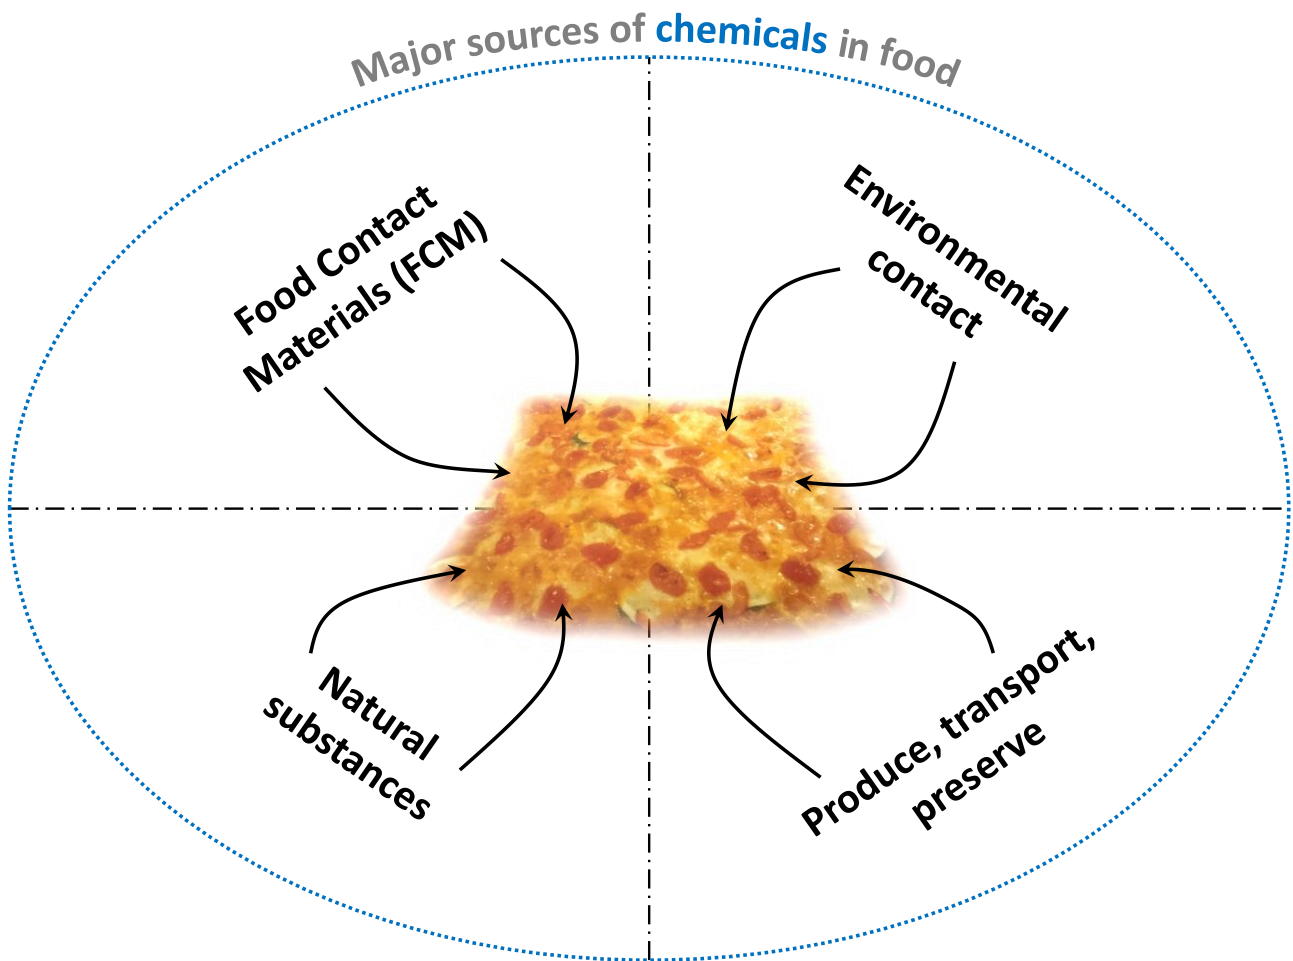 Major sources of chemicals in food
Food Contact
Materials (FCM)
Environmental
contact
Natural
substances
Produce, transport,
preserve